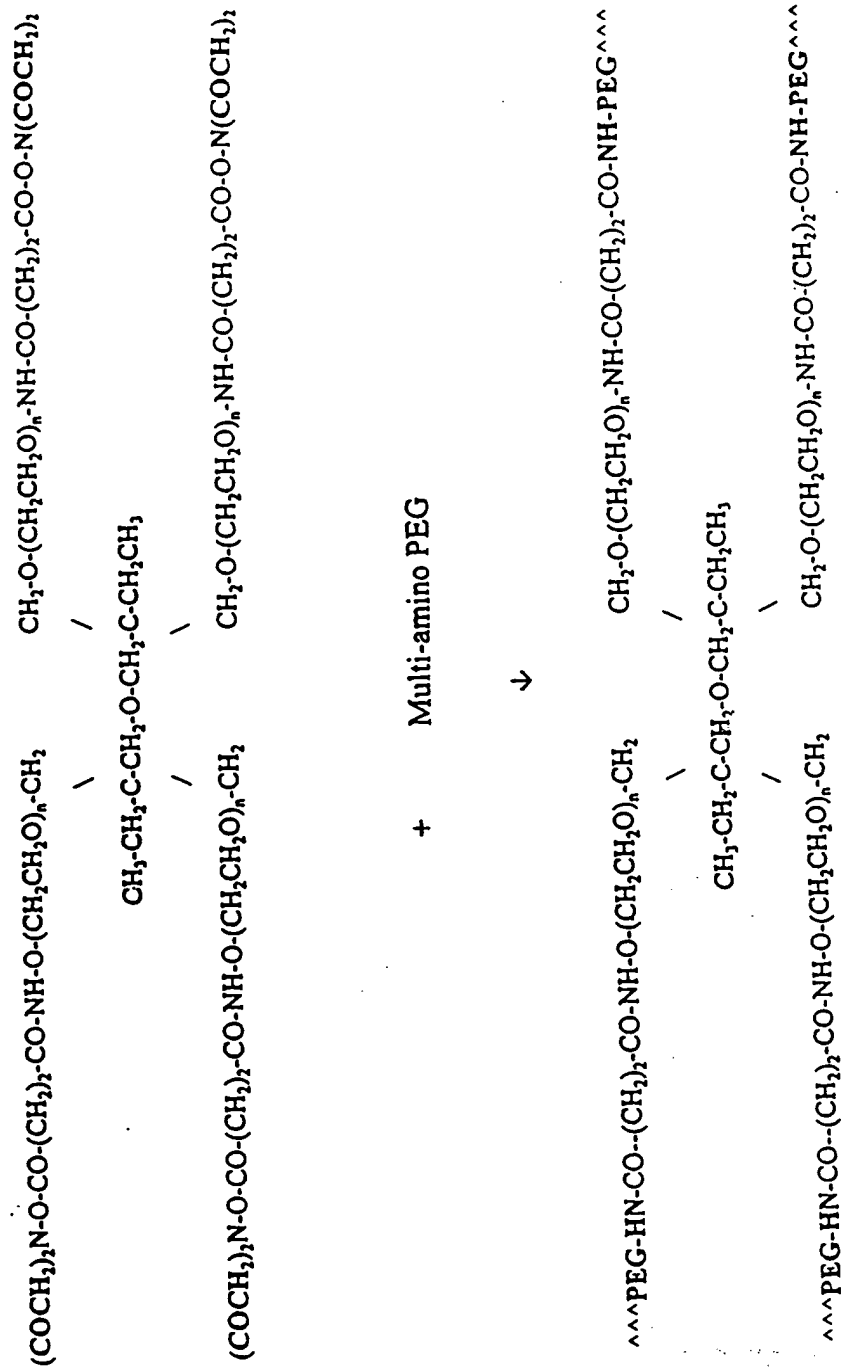 (COCH₂)₂N-O-CO-(CH₂)₂-CO-NH-O-(CH₂CH₂O)ₙ-CH₂ CH₂-O-(CH₂CH₂O)ₙ-NH-CO-(CH₂)₂-CO-O-N(COCH₂)₂
\ /
CH₃-CH₂-C-CH₂-O-CH₂-C-CH₂CH₃
/ \
(COCH₂)₂N-O-CO-(CH₂)₂-CO-NH-O-(CH₂CH₂O)ₙ-CH₂ CH₂-O-(CH₂CH₂O)ₙ-NH-CO-(CH₂)₂-CO-O-N(COCH₂)₂
+ Multi-amino PEG
↓
^^^PEG-HN-CO--(CH₂)₂-CO-NH-O-(CH₂CH₂O)ₙ-CH₂ CH₂-O-(CH₂CH₂O)ₙ-NH-CO-(CH₂)₂-CO-NH-PEG^^^
\ /
CH₃-CH₂-C-CH₂-O-CH₂-C-CH₂CH₃
/ \
^^^PEG-HN-CO--(CH₂)₂-CO-NH-O-(CH₂CH₂O)ₙ-CH₂ CH₂-O-(CH₂CH₂O)ₙ-NH-CO-(CH₂)₂-CO-NH-PEG^^^